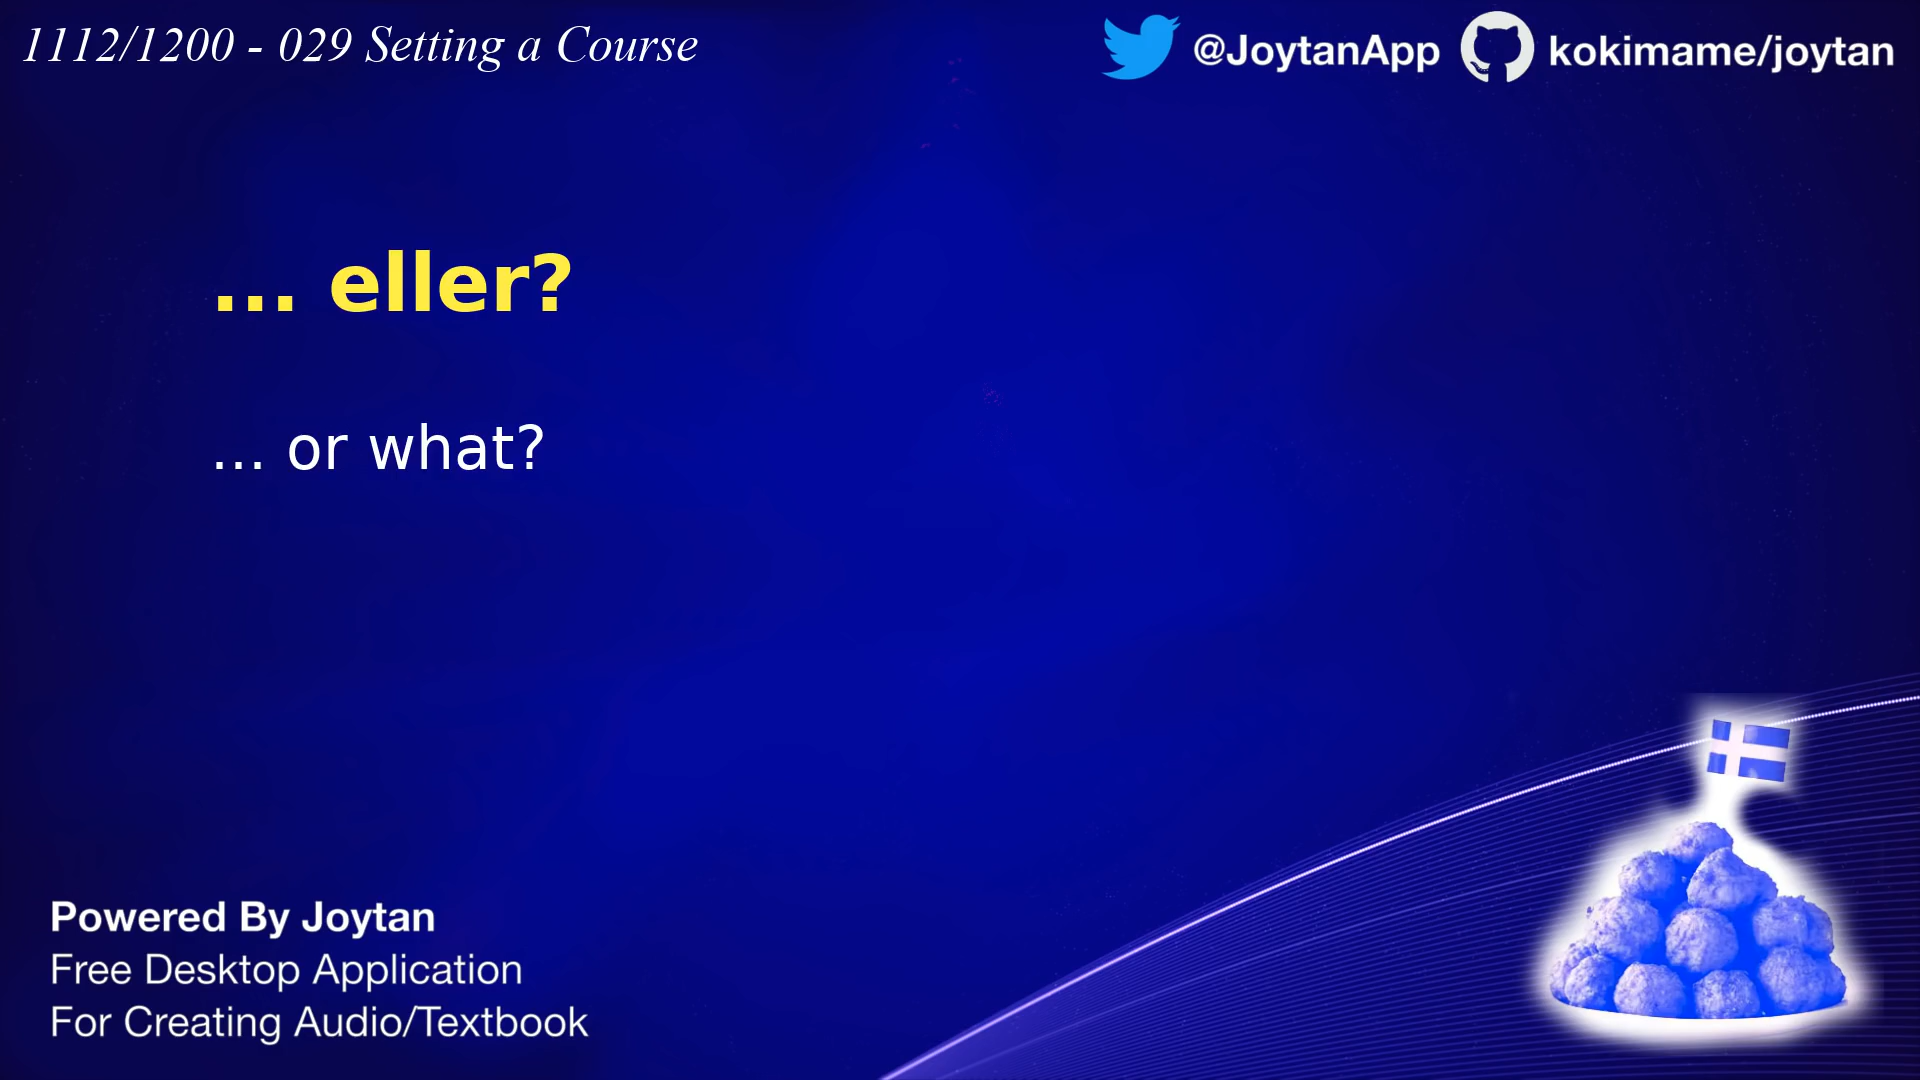 1112/1200 - 029 Setting a Course
@JoytanApp
kokimame/joytan
... eller?
... or what?
Powered By Joytan
Free Desktop Application
For Creating Audio/Textbook